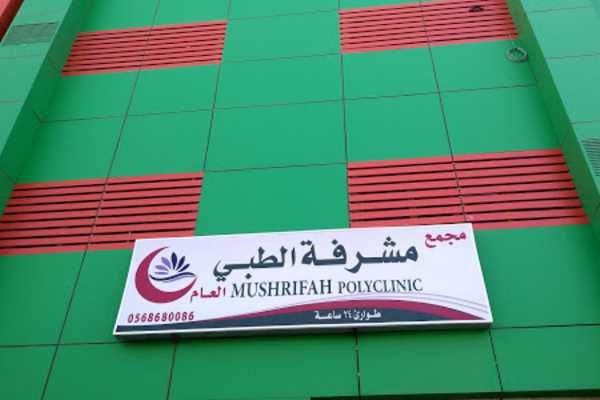 مجمع
مشرفة الطبي
العام MUSHRIFAH POLYCLINIC
0568680086
طوارئ ٢٤ ساعة